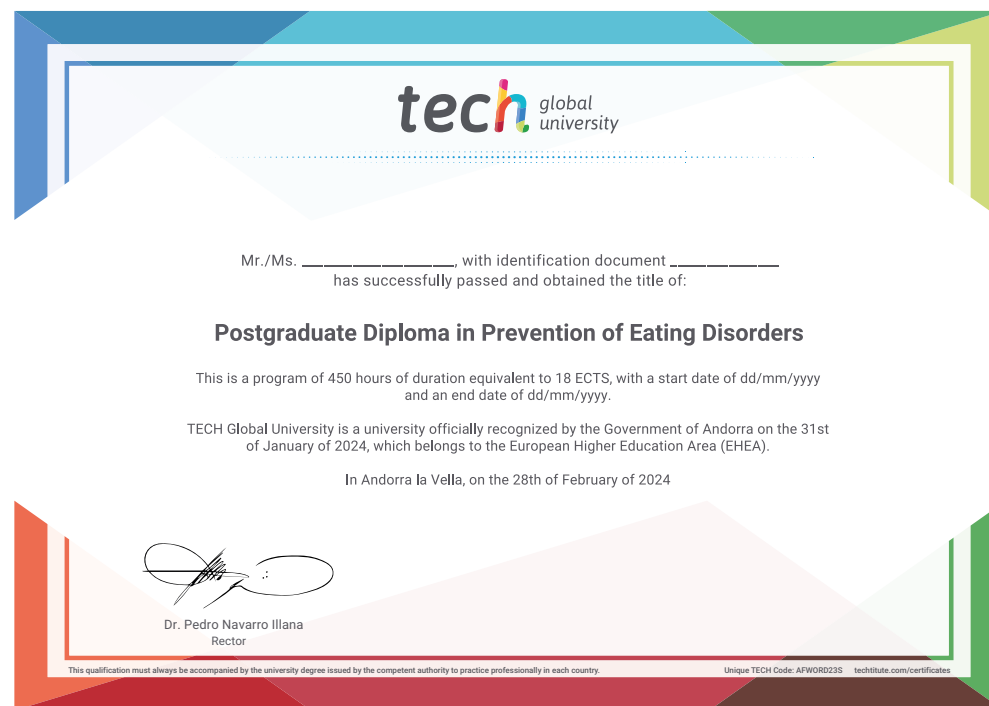 tech global
university
Mr./Ms. ____________________, with identification document ______________
has successfully passed and obtained the title of:
Postgraduate Diploma in Prevention of Eating Disorders
This is a program of 450 hours of duration equivalent to 18 ECTS, with a start date of dd/mm/yyyy
and an end date of dd/mm/yyyy.
TECH Global University is a university officially recognized by the Government of Andorra on the 31st
of January of 2024, which belongs to the European Higher Education Area (EHEA).
In Andorra la Vella, on the 28th of February of 2024
Dr. Pedro Navarro Illana
Rector
This qualification must always be accompanied by the university degree issued by the competent authority to practice professionally in each country. Unique TECH Code: AFWORD23S techtitute.com/certificates